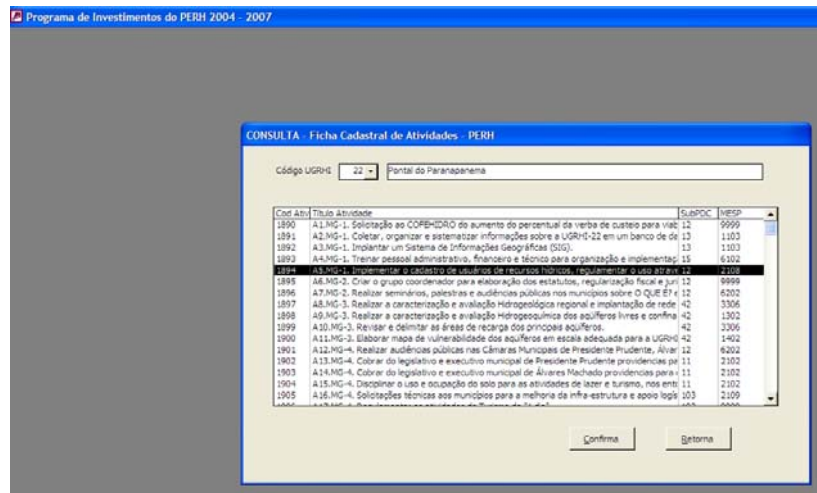 Programa de Investimentos do PERH 2004 - 2007
CONSULTA - Ficha Cadastral de Atividades - PERH
Código UGRHI 22 Pontal do Paranapanema
Cod Ativ Título Atividade SubPDC MESP
1890 A1.MG-1. Solicitação ao COFEHIDRO do aumento do percentual da verba de custeio para viab 12 9999
1891 A2.MG-1. Coletar, organizar e sistematizar informações sobre a UGRHI-22 em um banco de da 13 1103
1892 A3.MG-1. Implantar um Sistema de Informações Geográficas (SIG). 13 1103
1893 A4.MG-1. Treinar pessoal administrativo, financeiro e técnico para organização e implementaç 15 6102
1894 A5.MG-1. Implementar o cadastro de usuários de recursos hídricos, regulamentar o uso atrave 12 2108
1895 A6.MG-2. Criar o grupo coordenador para elaboração dos estatutos, regularização fiscal e jurí 12 9999
1896 A7.MG-2. Realizar seminários, palestras e audiências públicas nos municípios sobre O QUE É? e 12 6202
1897 A8.MG-3. Realizar a caracterização e avaliação Hidrogeológica regional e implantação de rede 42 3306
1898 A9.MG-3. Realizar a caracterização e avaliação Hidrogeoquímica dos aqüíferos livres e confina 42 1302
1899 A10.MG-3. Revisar e delimitar as áreas de recarga dos principais aqüíferos. 42 3306
1900 A11.MG-3. Elaborar mapa de vulnerabilidade dos aqüíferos em escala adequada para a UGRHI 42 1402
1901 A12.MG-4. Realizar audiências públicas nas Câmaras Municipais de Presidente Prudente, Álvar 12 6202
1902 A13.MG-4. Cobrar do legislativo e executivo municipal de Presidente Prudente providencias pa 11 2102
1903 A14.MG-4. Cobrar do legislativo e executivo municipal de Álvares Machado providencias para 11 2102
1904 A15.MG-4. Disciplinar o uso e ocupação do solo para as atividades de lazer e turismo, nos ento 11 2102
1905 A16.MG-4. Solicitações técnicas aos municípios para a melhoria da infra-estrutura e apoio logís 103 2109
Confirma Retorna